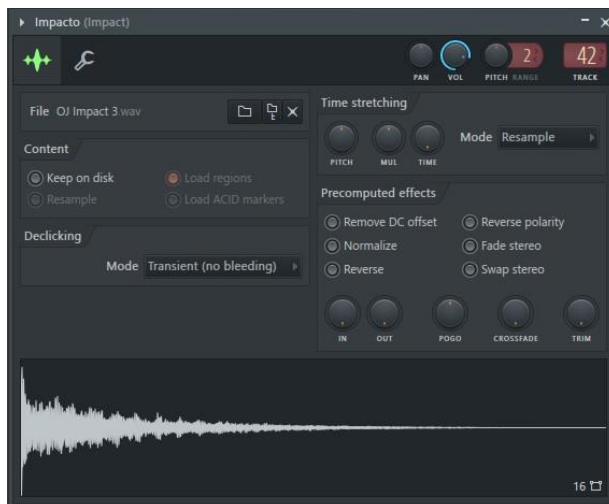 Impacto (Impact)
PAN VOL PITCH RANGE 2 42 TRACK
File OJ Impact 3.wav
Content
Keep on disk Load regions
Resample Load ACID markers
Declicking
Mode Transient (no bleeding)
Time stretching
PITCH MUL TIME Mode Resample
Precomputed effects
Remove DC offset Reverse polarity
Normalize Fade stereo
Reverse Swap stereo
IN OUT POGO CROSSFADE TRIM
16